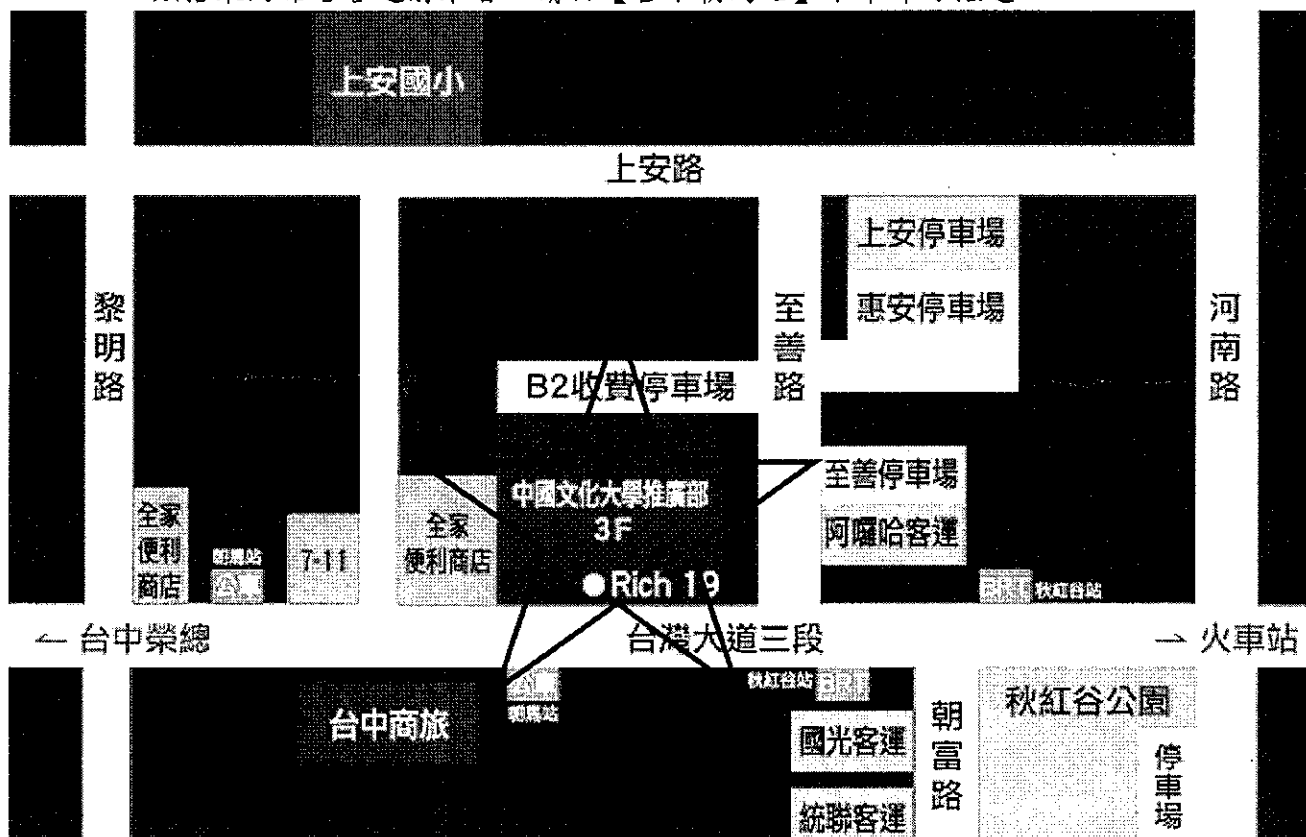 上安國小
上安路
上安停車場
惠安停車場
黎明路
至善路
河南路
B2收費停車場
中國文化大學推廣部
3F
至善停車場
阿囉哈客運
全家
便利
商店
7-11
全家
便利商店
●Rich 19
BRT 秋紅谷站
← 台中榮總
台灣大道三段
→ 火車站
秋紅谷站 BRT
台中商旅
國光客運
統聯客運
朝富路
秋紅谷公園
停車場